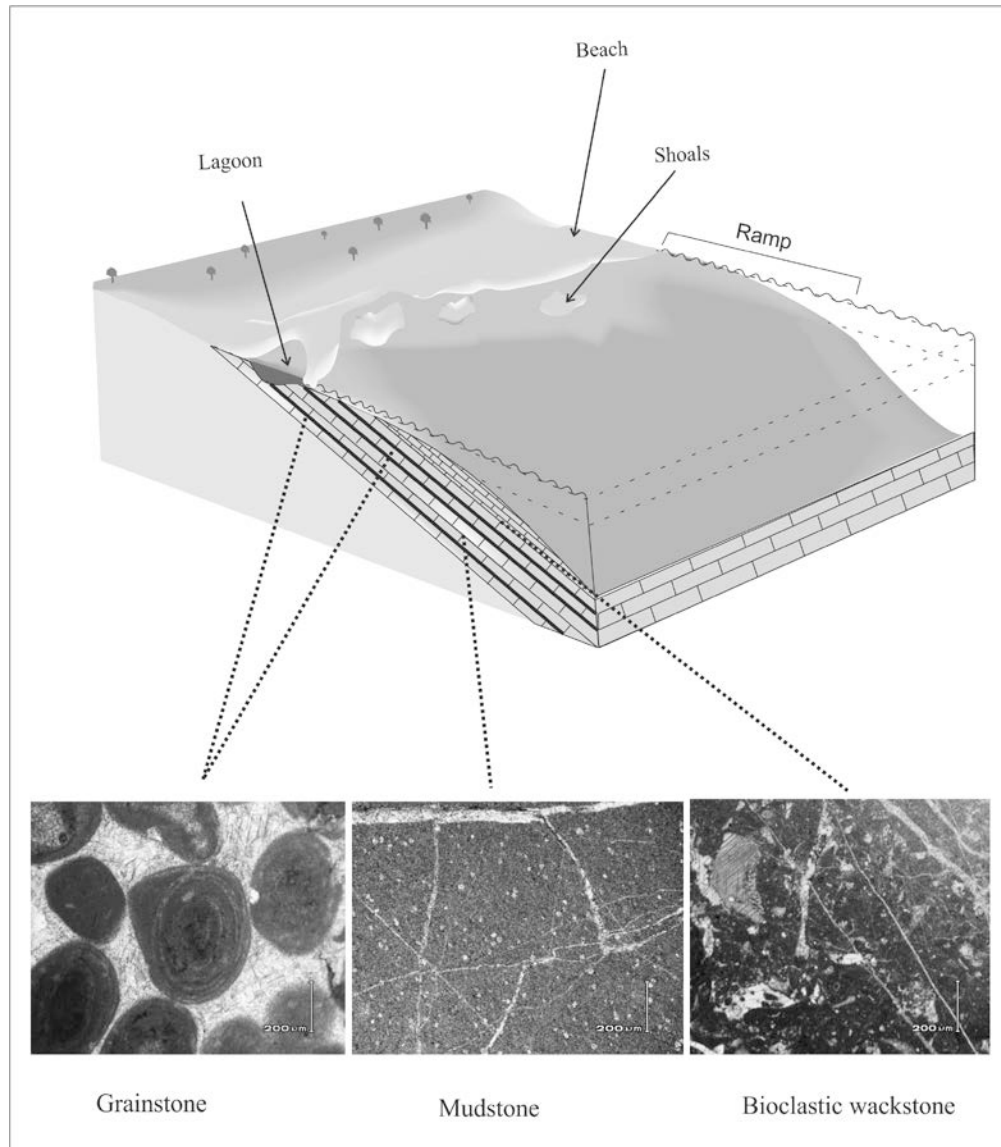 Beach
Shoals
Lagoon
Ramp
200 µm
200 µm
200 µm
Grainstone
Mudstone
Bioclastic wackstone